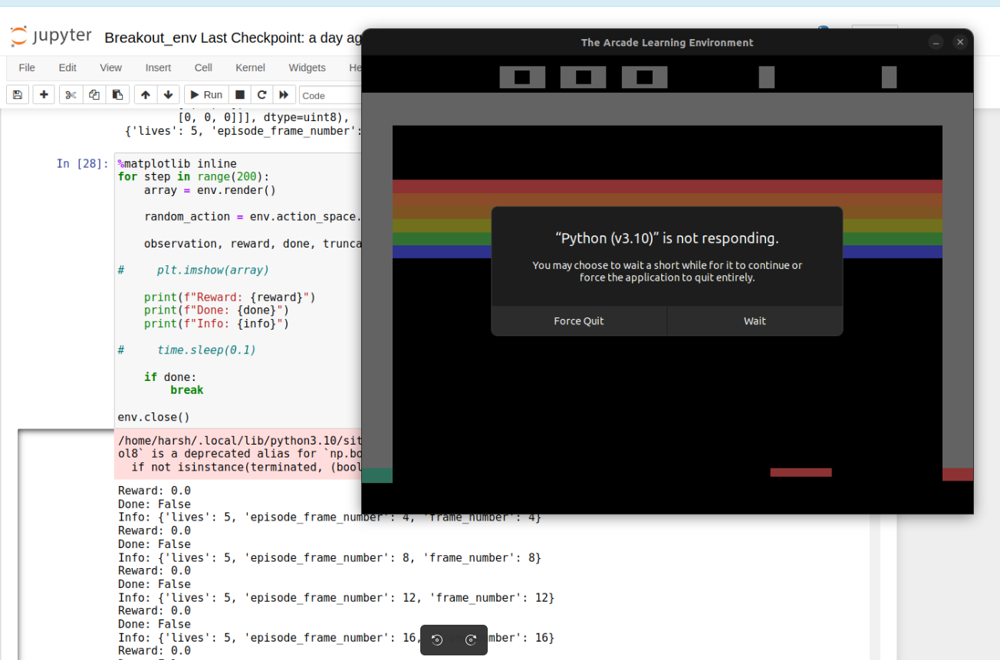 jupyter Breakout_env Last Checkpoint: a day ag
File Edit View Insert Cell Kernel Widgets He
Run Code
[0, 0, 0]]], dtype=uint8),
{'lives': 5, 'episode_frame_number':
In [28]: %matplotlib inline
for step in range(200):
array = env.render()
random_action = env.action_space.
observation, reward, done, trunca
# plt.imshow(array)
print(f"Reward: {reward}")
print(f"Done: {done}")
print(f"Info: {info}")
# time.sleep(0.1)
if done:
break
env.close()
/home/harsh/.local/lib/python3.10/sit
ol8` is a deprecated alias for `np.bo
if not isinstance(terminated, (bool
Reward: 0.0
Done: False
Info: {'lives': 5, 'episode_frame_number': 4, 'frame_number': 4}
Reward: 0.0
Done: False
Info: {'lives': 5, 'episode_frame_number': 8, 'frame_number': 8}
Reward: 0.0
Done: False
Info: {'lives': 5, 'episode_frame_number': 12, 'frame_number': 12}
Reward: 0.0
Done: False
Info: {'lives': 5, 'episode_frame_number': 16, mber': 16}
Reward: 0.0
The Arcade Learning Environment
“Python (v3.10)” is not responding.
You may choose to wait a short while for it to continue or
force the application to quit entirely.
Force Quit Wait